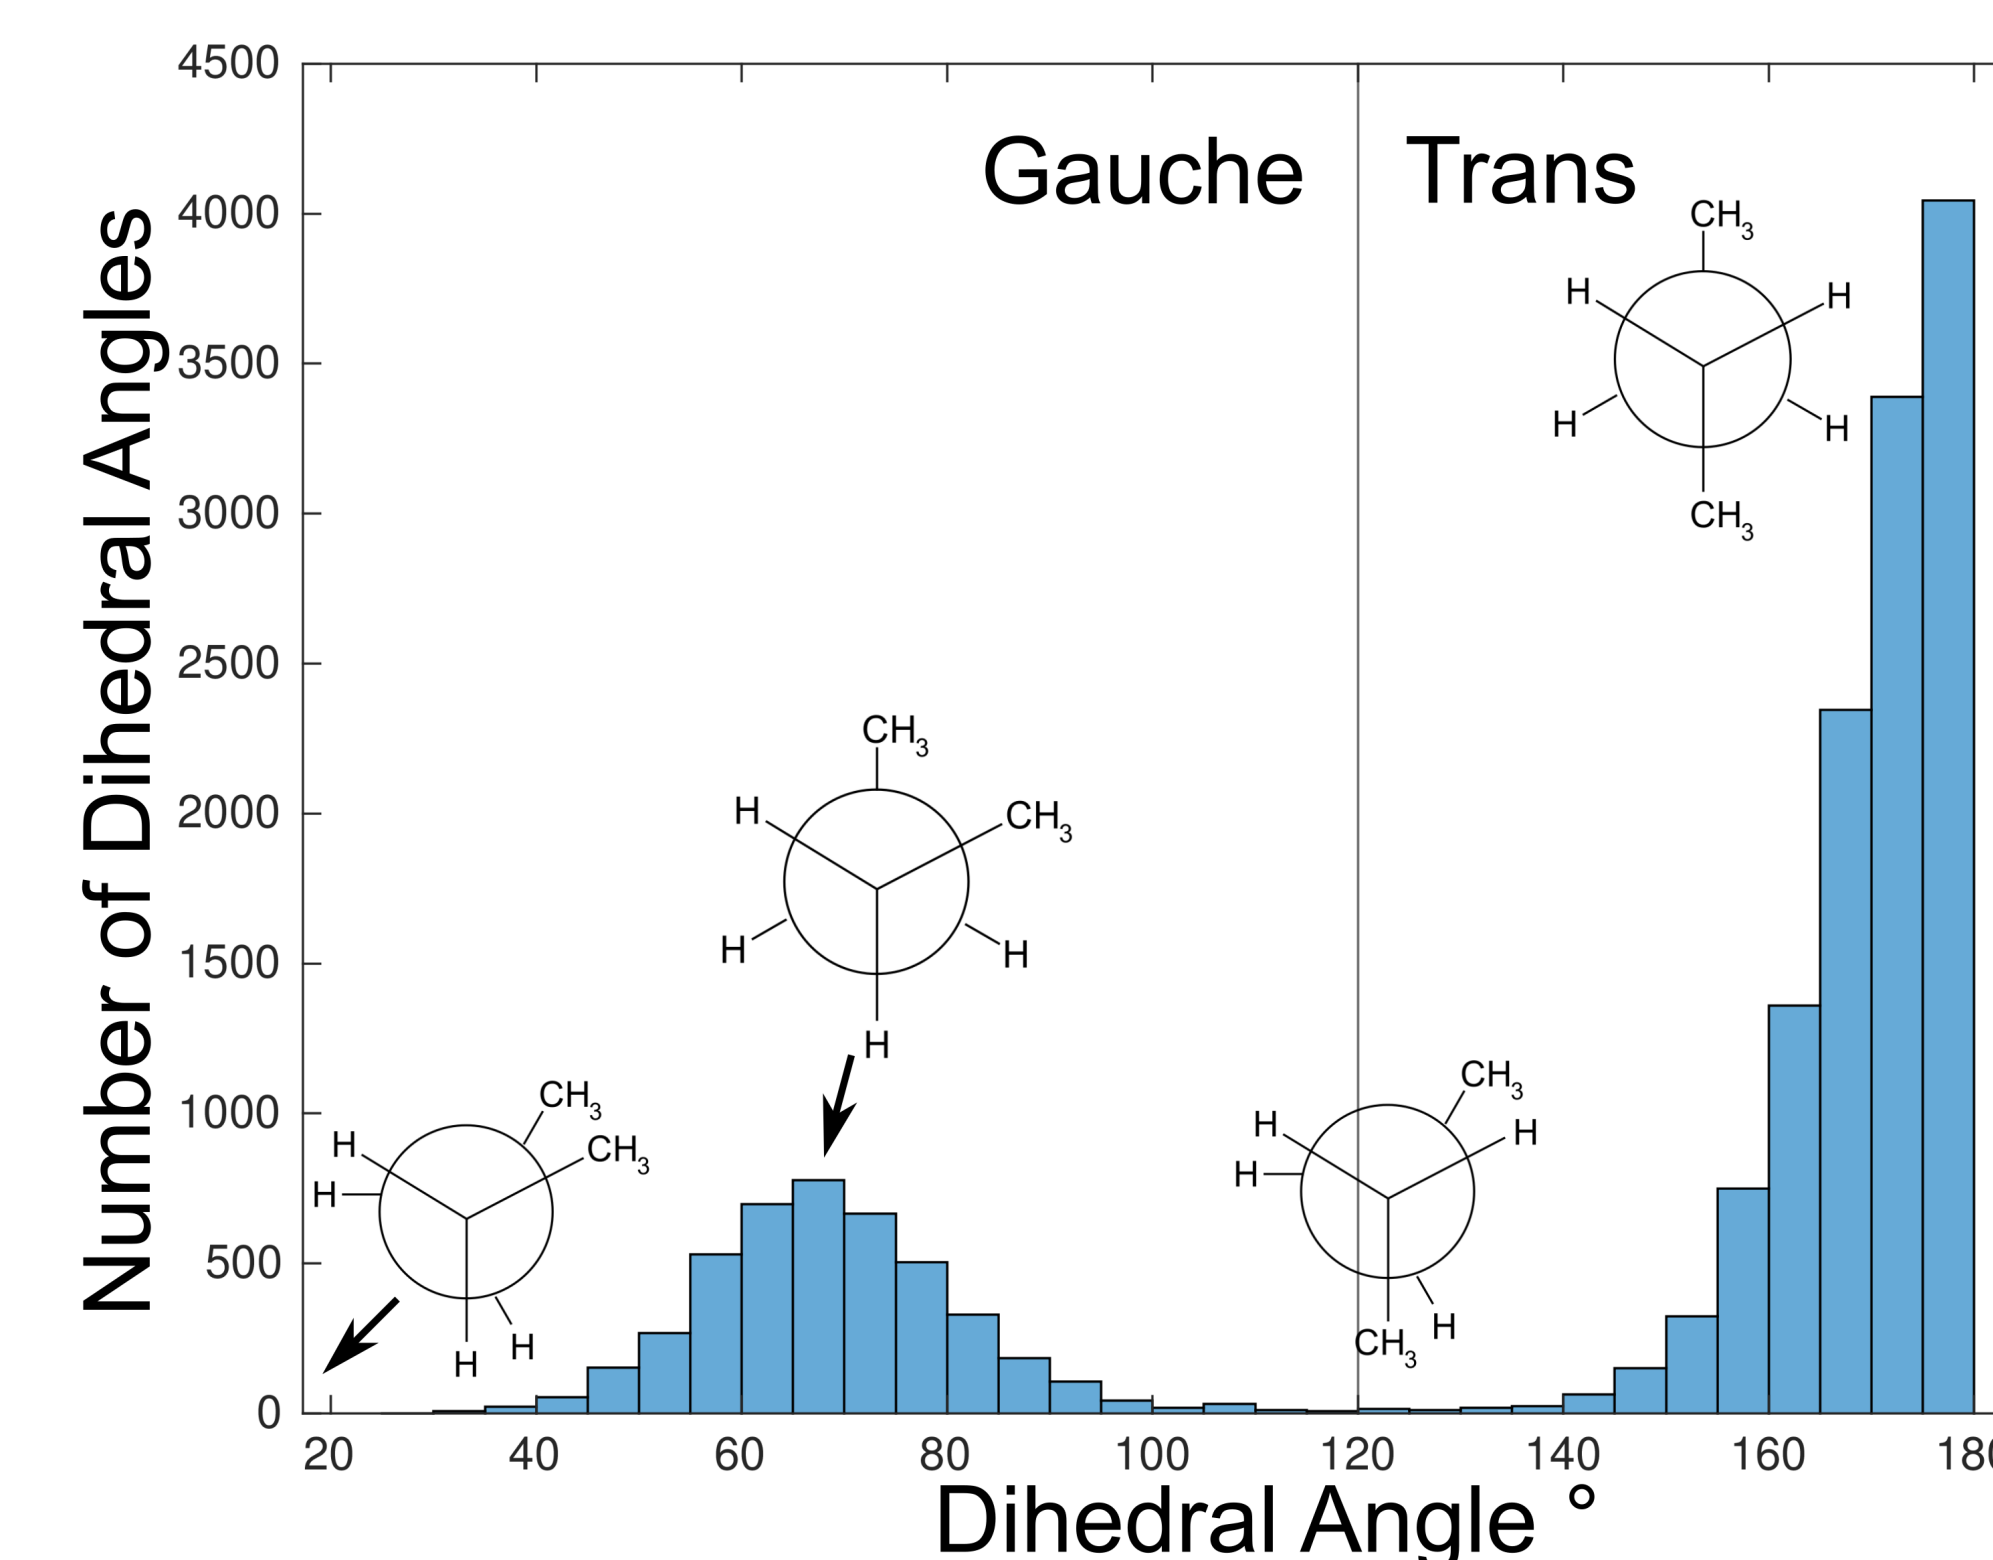 Number of Dihedral Angles
4500
4000
3500
3000
2500
2000
1500
1000
500
0
Gauche Trans
CH3
H H
H H
CH3
CH3
H CH3
H H
H
CH3
H CH3
H
H H
CH3
H H
H
CH3 H
20 40 60 80 100 120 140 160 180
Dihedral Angle °